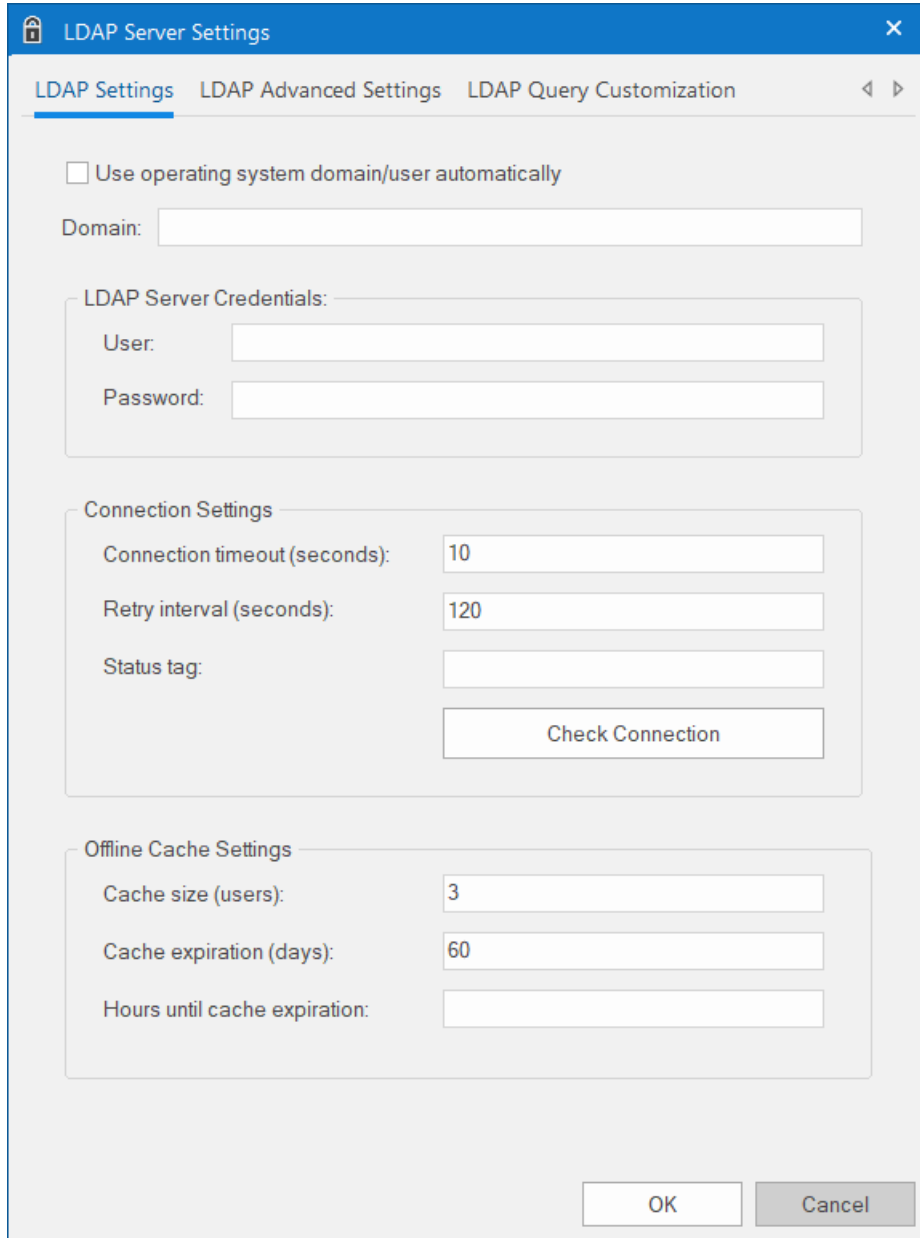 LDAP Server Settings
LDAP Settings LDAP Advanced Settings LDAP Query Customization
Use operating system domain/user automatically
Domain:
LDAP Server Credentials:
User:
Password:
Connection Settings
Connection timeout (seconds): 10
Retry interval (seconds): 120
Status tag:
Check Connection
Offline Cache Settings
Cache size (users): 3
Cache expiration (days): 60
Hours until cache expiration:
OK Cancel